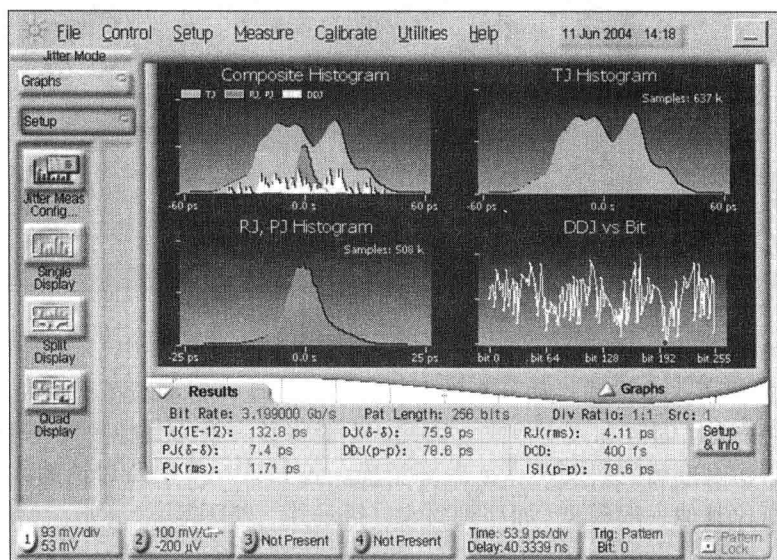 File Control Setup Measure Calibrate Utilities Help 11 Jun 2004 14:18
Jitter Mode
Graphs
Setup
Jitter Meas
Config...
Single
Display
Split
Display
Quad
Display
Composite Histogram
TJ RJ, PJ DDJ
-60 ps 0.0 s 60 ps
TJ Histogram
Samples: 637 k
-60 ps 0.0 s 60 ps
RJ, PJ Histogram
Samples: 508 k
-25 ps 0.0 s 25 ps
DDJ vs Bit
bit 0 bit 64 bit 128 bit 192 bit 255
Results Graphs
Bit Rate: 3.199000 Gb/s Pat Length: 256 bits Div Ratio: 1:1 Src: 1
TJ(1E-12): 132.8 ps DJ(δ-δ): 75.9 ps RJ(rms): 4.11 ps
PJ(δ-δ): 7.4 ps DDJ(p-p): 78.6 ps DCD: 400 fs
PJ(rms): 1.71 ps ISI(p-p): 78.6 ps
Setup
& Info
1 93 mV/div
53 mV
2 100 mV/
-200 μV
3 Not Present
4 Not Present
Time: 53.9 ps/div
Delay: 40.3339 ns
Trig: Pattern
Bit: 0
Pattern
Lock